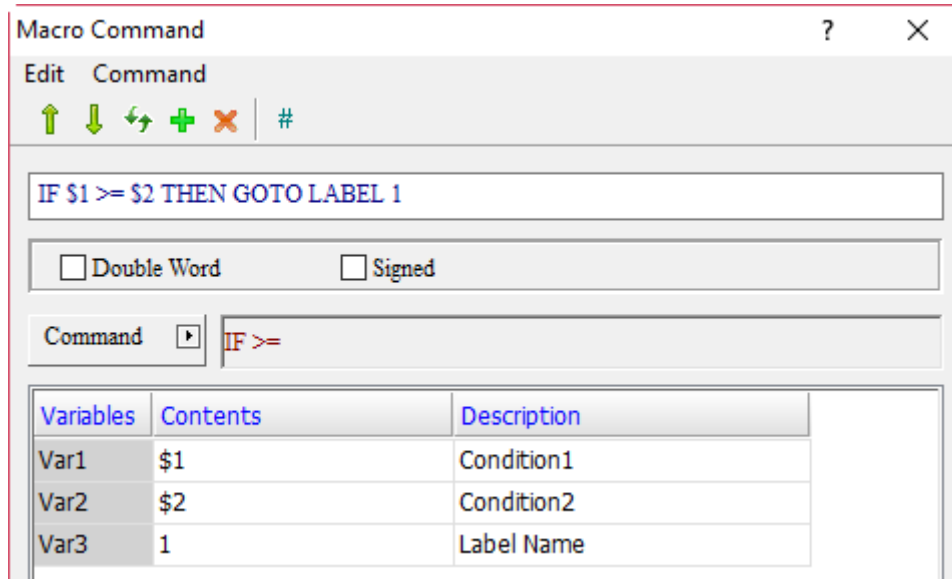 Macro Command ?
Edit Command
#
IF $1 >= $2 THEN GOTO LABEL 1
Double Word Signed
Command IF >=
Variables Contents Description
Var1 $1 Condition1
Var2 $2 Condition2
Var3 1 Label Name